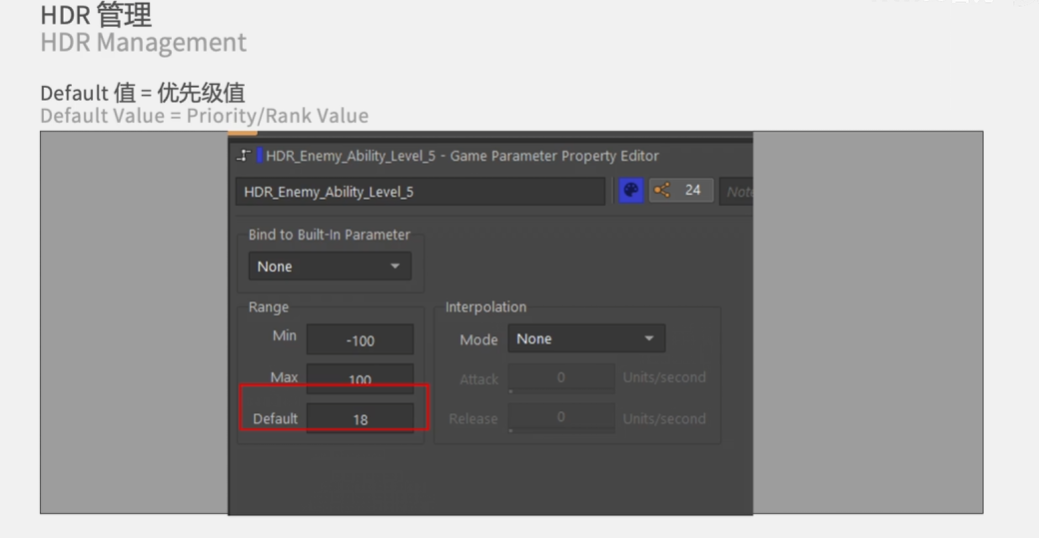 HDR 管理
HDR Management
Default 值 = 优先级值
Default Value = Priority/Rank Value
HDR_Enemy_Ability_Level_5 - Game Parameter Property Editor
HDR_Enemy_Ability_Level_5
24
Note
Bind to Built-In Parameter
None
Range
Interpolation
Min -100
Mode None
Max 100
Attack 0 Units/second
Default 18
Release 0 Units/second